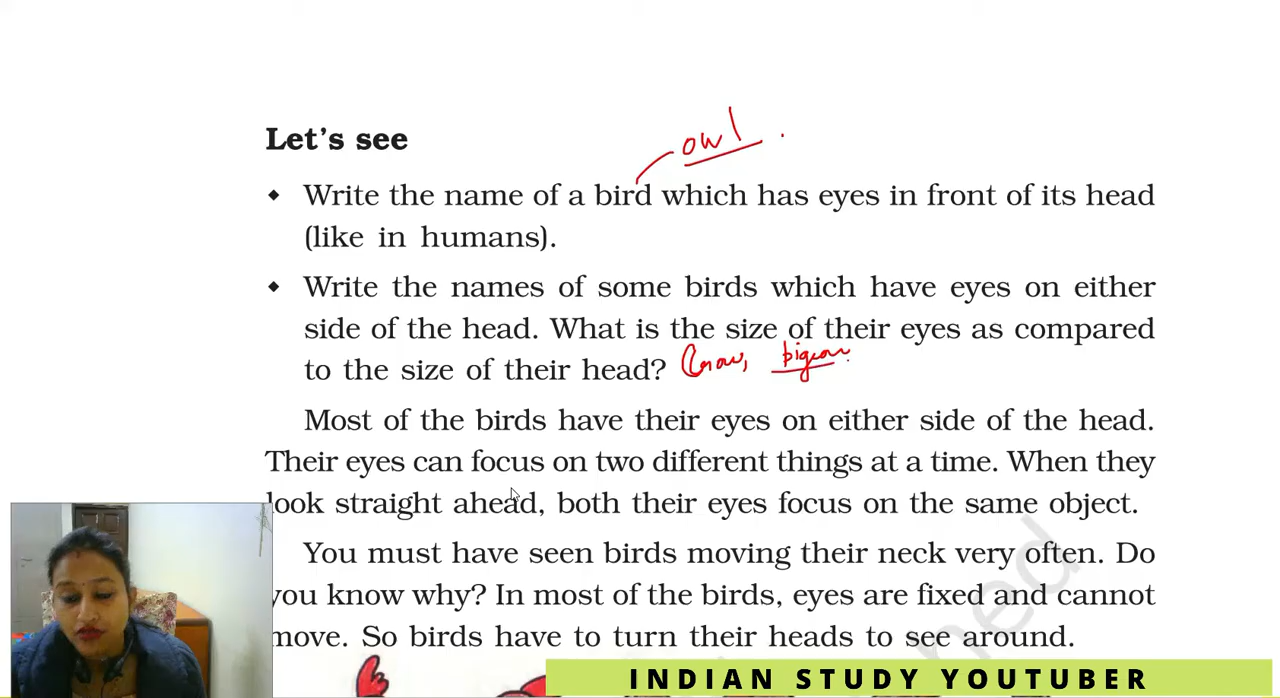 owl
Let's see
◆ Write the name of a bird which has eyes in front of its head
(like in humans).
◆ Write the names of some birds which have eyes on either
side of the head. What is the size of their eyes as compared
to the size of their head? Crow, pigeon.
Most of the birds have their eyes on either side of the head.
Their eyes can focus on two different things at a time. When they
look straight ahead, both their eyes focus on the same object.
You must have seen birds moving their neck very often. Do
you know why? In most of the birds, eyes are fixed and cannot
move. So birds have to turn their heads to see around.
INDIAN STUDY YOUTUBER